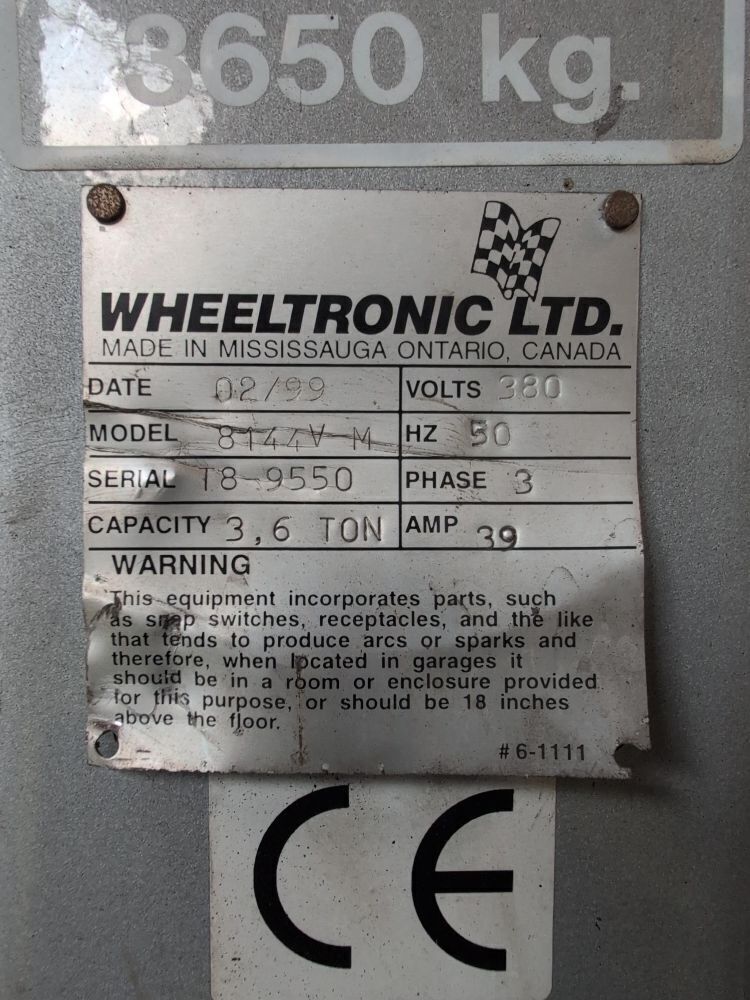 3650 kg.
WHEELTRONIC LTD.
MADE IN MISSISSAUGA ONTARIO, CANADA
DATE 02/99 VOLTS 380
MODEL 8144V-M HZ 50
SERIAL T8-9550 PHASE 3
CAPACITY 3,6 TON AMP 39
WARNING
This equipment incorporates parts, such
as snap switches, receptacles, and the like
that tends to produce arcs or sparks and
therefore, when located in garages it
should be in a room or enclosure provided
for this purpose, or should be 18 inches
above the floor.
#6-1111
CE